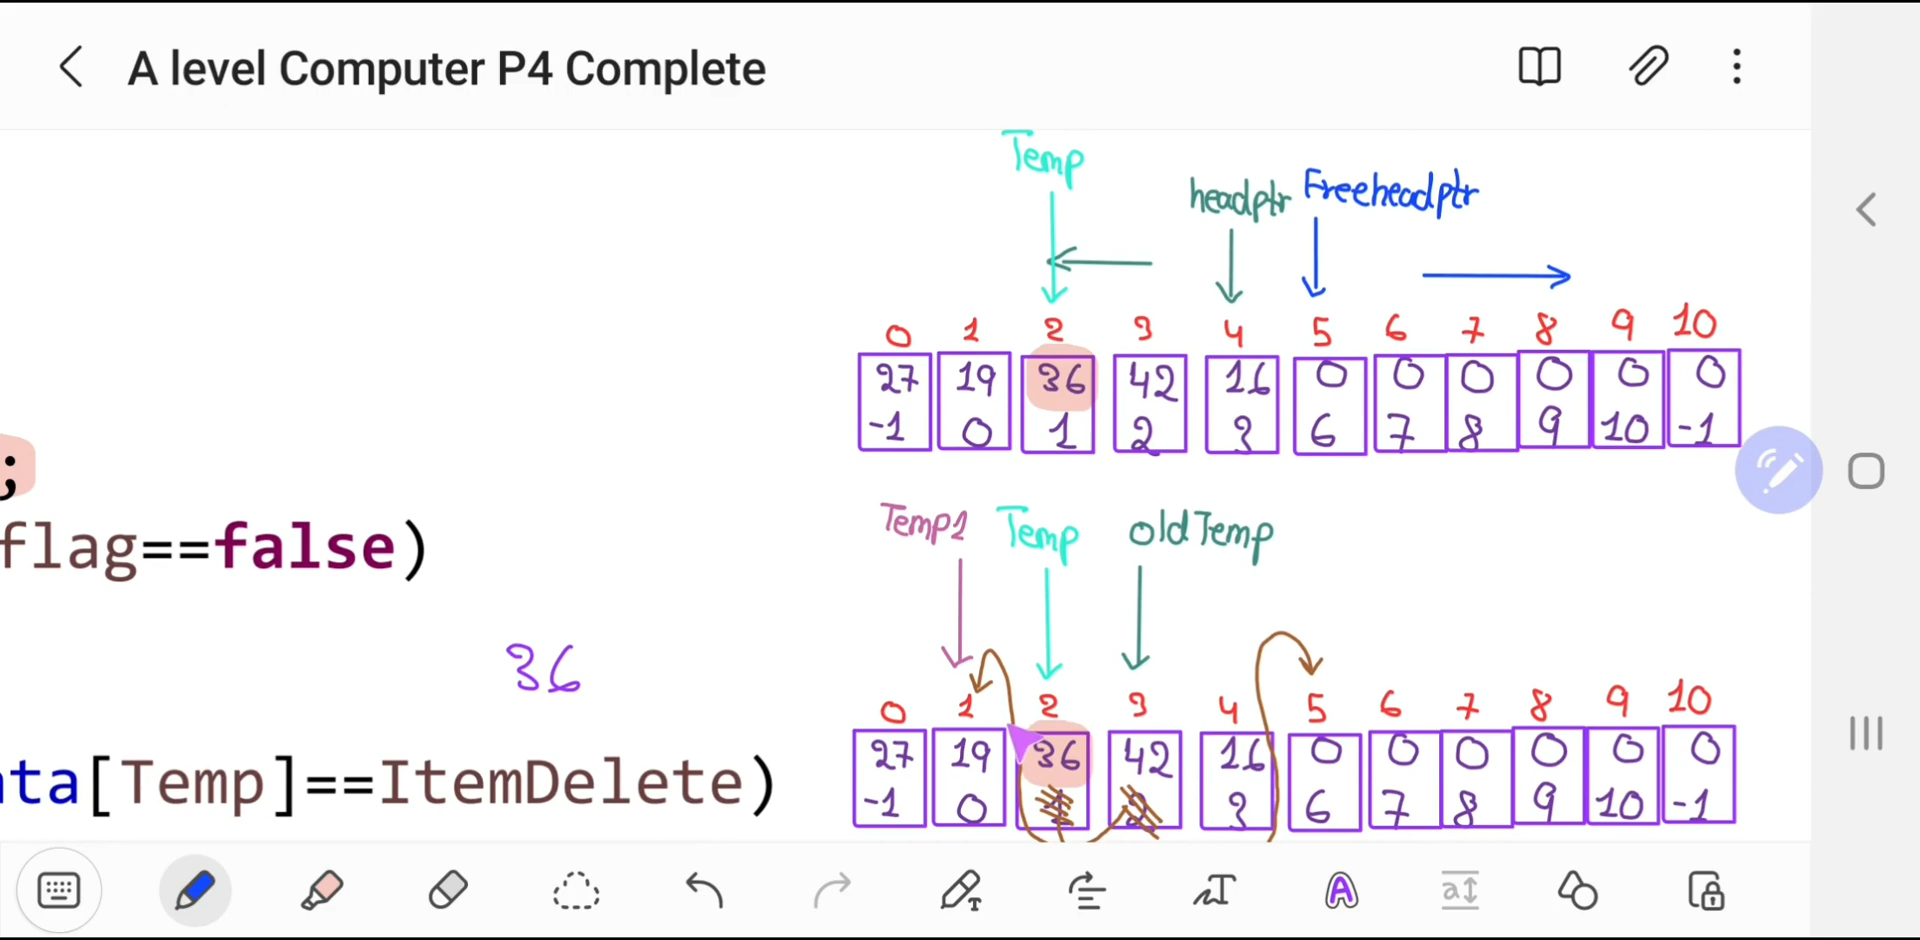 A level Computer P4 Complete
Temp
headptr Freeheadptr
0 1 2 3 4 5 6 7 8 9 10
27 19 36 42 16 0 0 0 0 0 0
-1 0 1 2 3 6 7 8 9 10 -1
;
flag==false)
Temp1 Temp oldTemp
36
0 1 2 3 4 5 6 7 8 9 10
27 19 36 42 16 0 0 0 0 0 0
ta[Temp]==ItemDelete)
-1 0 3 6 7 8 9 10 -1